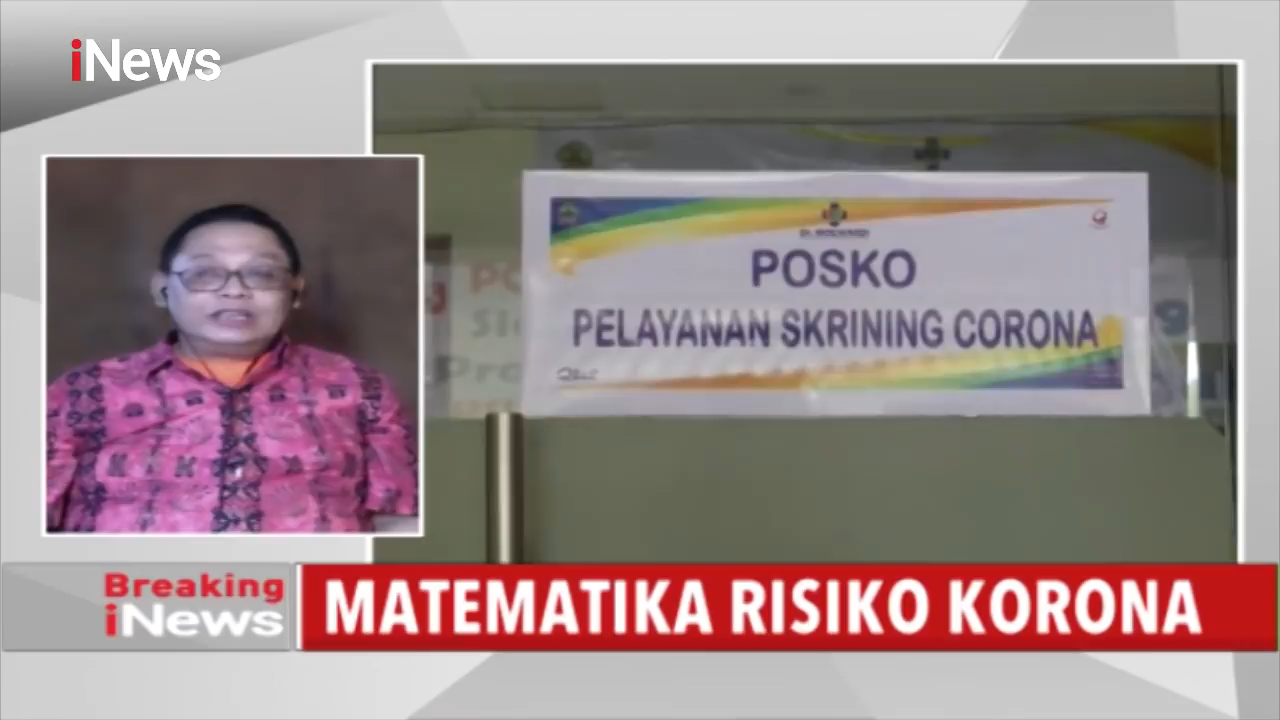 iNews
POSKO
PELAYANAN SKRINING CORONA
Breaking
iNews
MATEMATIKA RISIKO KORONA